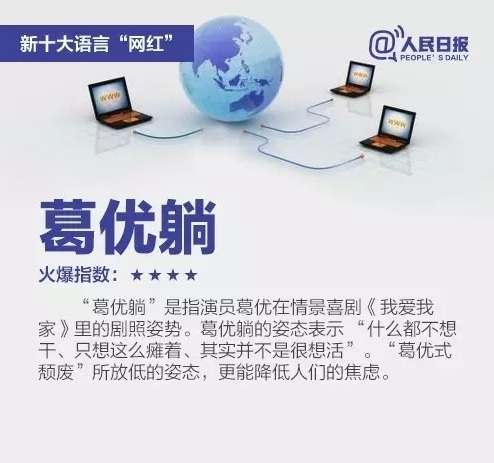 新十大语言“网红”
@人民日报
PEOPLE'S DAILY
www
www
www
葛优躺
火爆指数：★★★★
“葛优躺”是指演员葛优在情景喜剧《我爱我
家》里的剧照姿势。葛优躺的姿态表示 “什么都不想
干、只想这么瘫着、其实并不是很想活”。“葛优式
颓废”所放低的姿态，更能降低人们的焦虑。